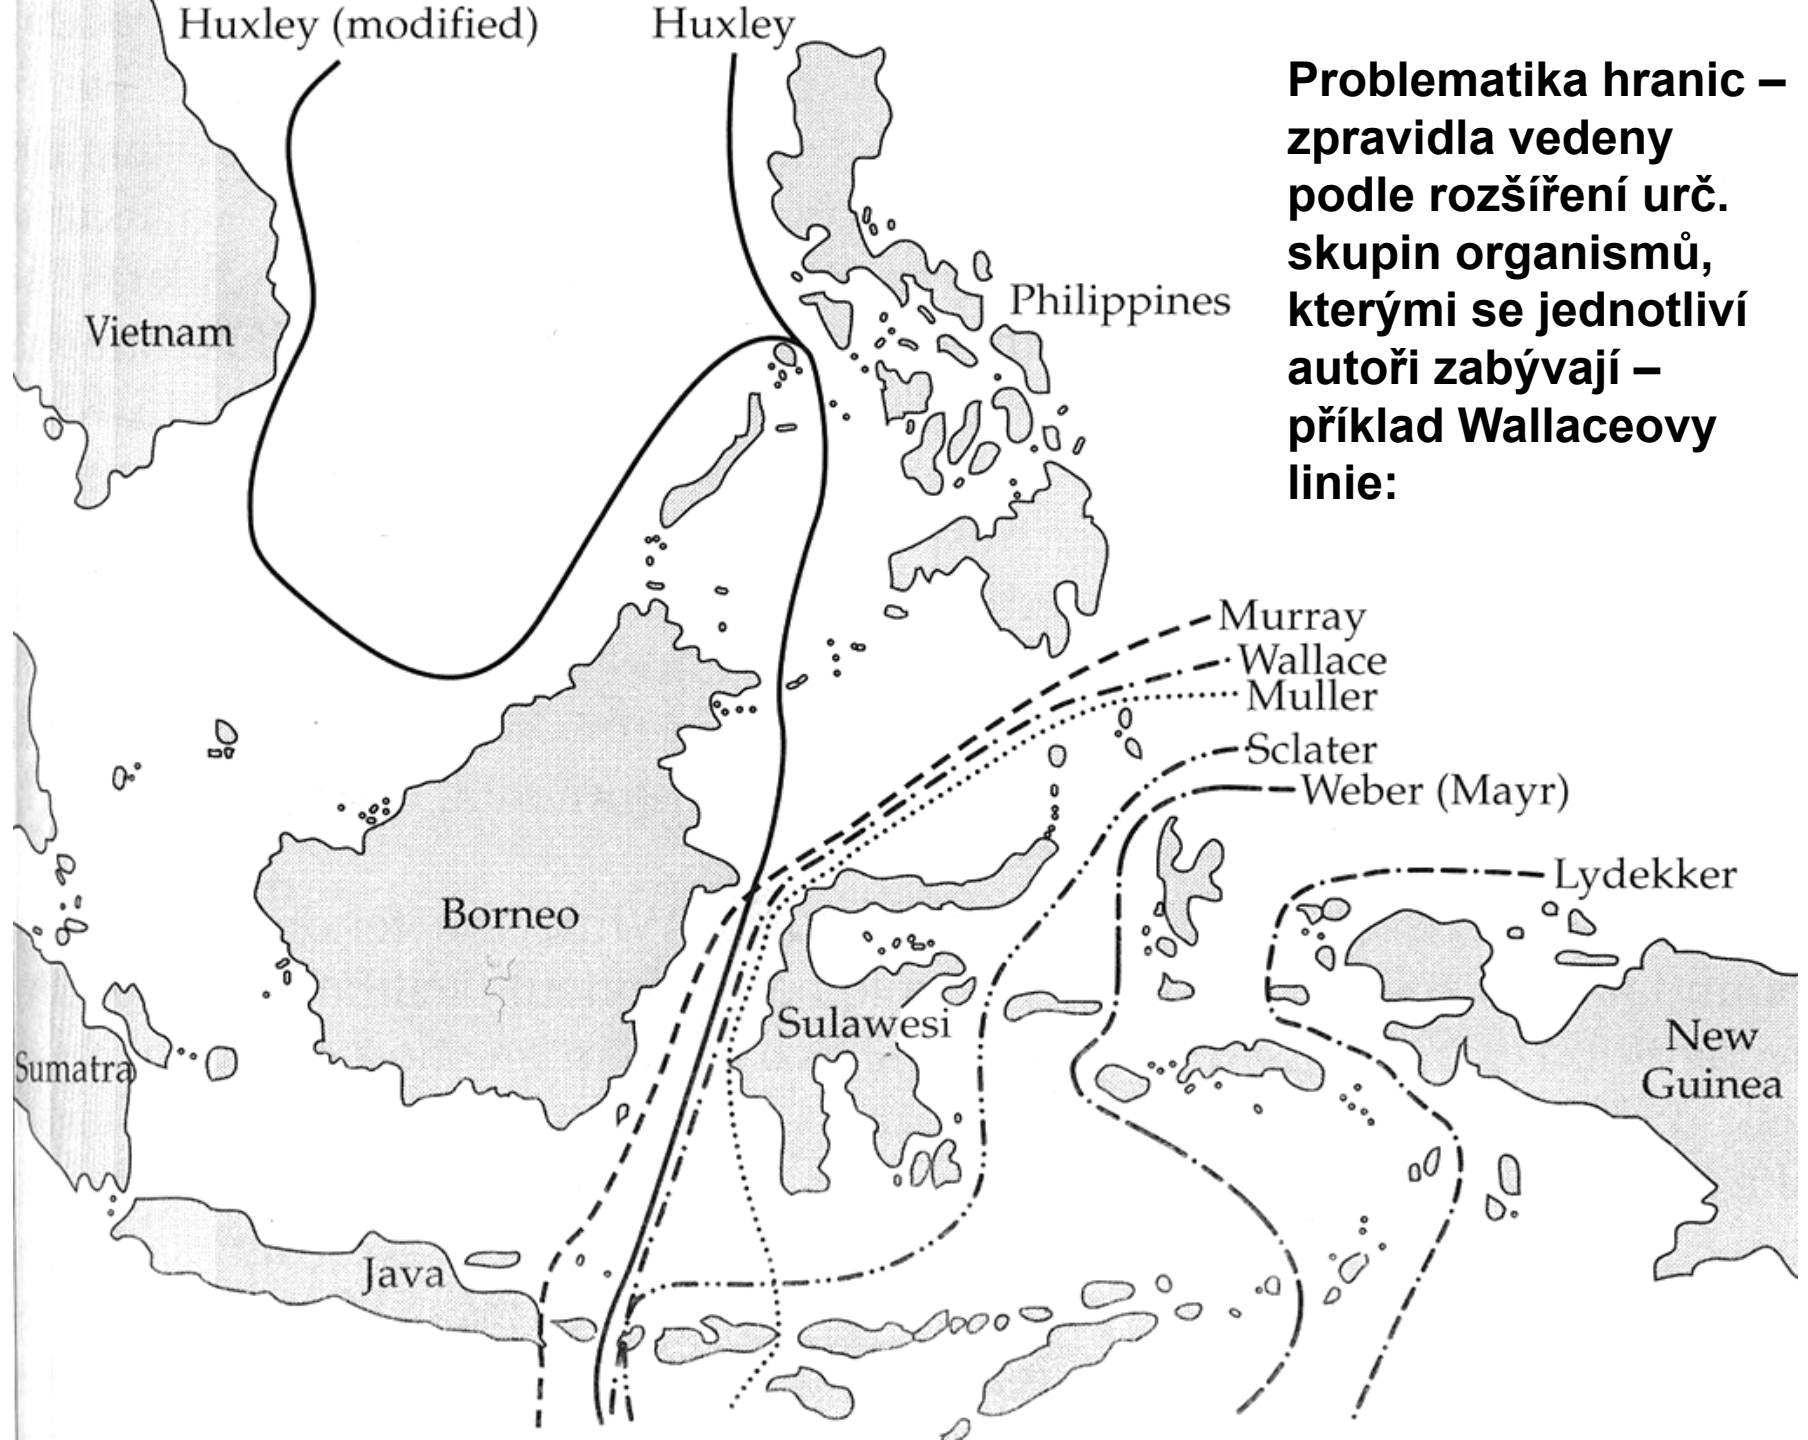 Huxley (modified)
Huxley
Problematika hranic –
zpravidla vedeny
podle rozšíření urč.
skupin organismů,
kterými se jednotliví
autoři zabývají –
příklad Wallaceovy
linie:
Philippines
Vietnam
Murray
Wallace
Muller
Sclater
Weber (Mayr)
Lydekker
Borneo
Sulawesi
New
Guinea
Sumatra
Java